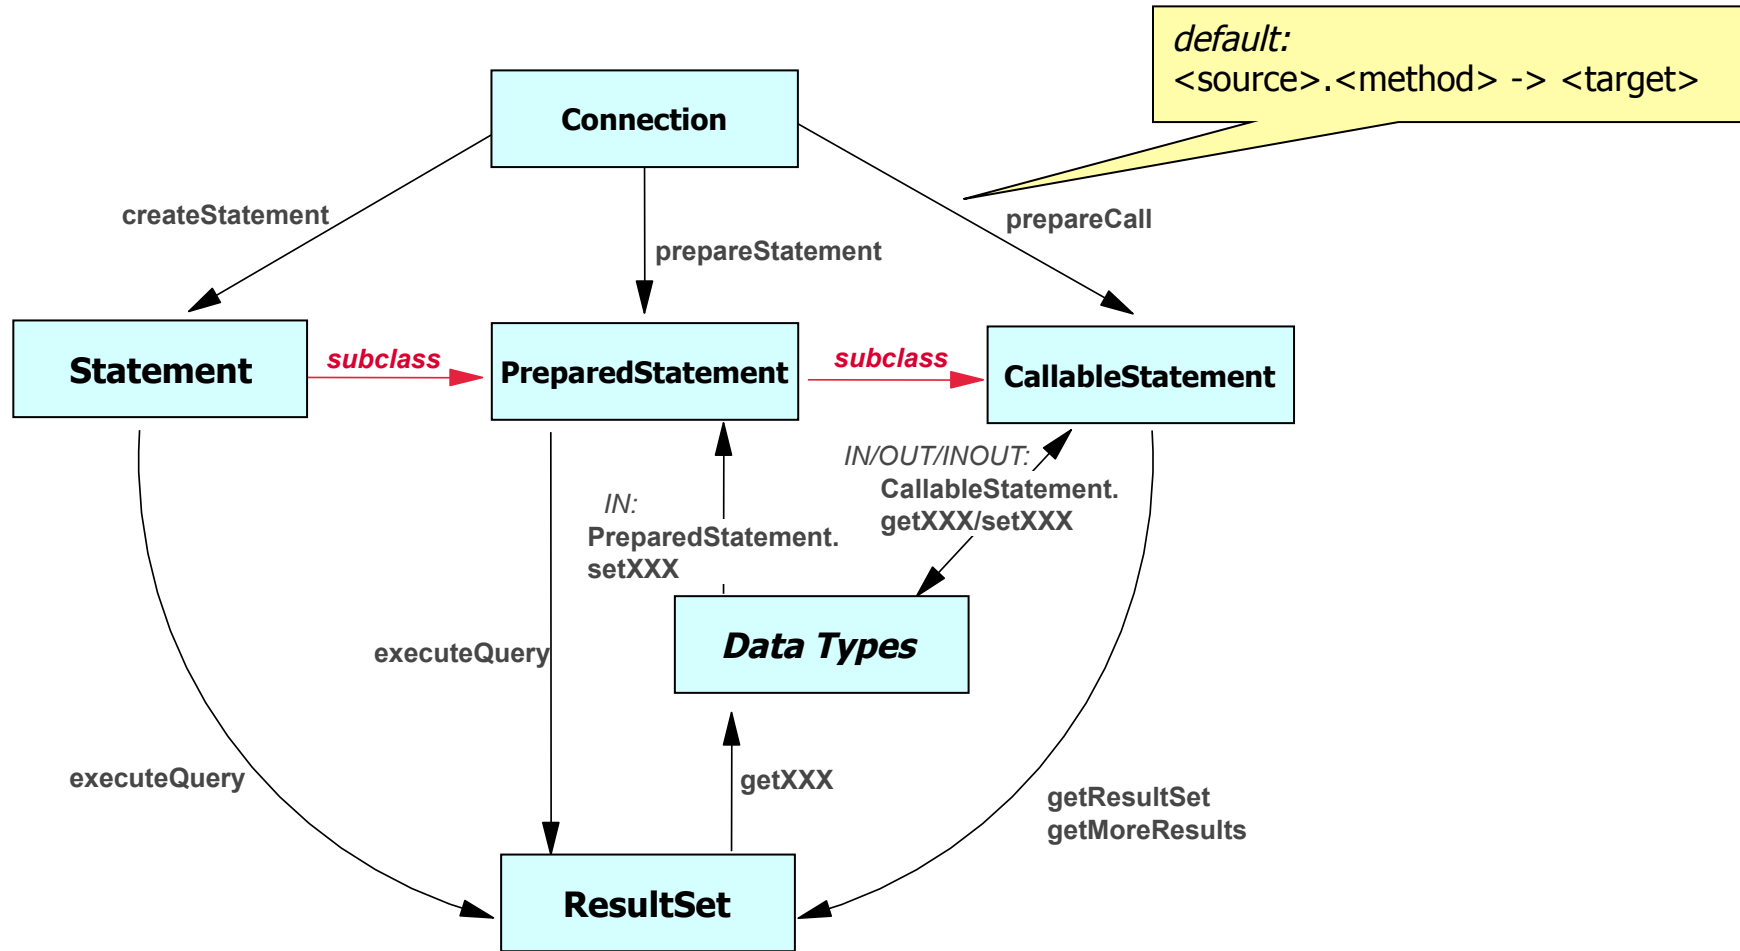 default:
<source>.<method> -> <target>
Connection
createStatement
prepareStatement
prepareCall
Statement
subclass
PreparedStatement
subclass
CallableStatement
IN/OUT/INOUT:
CallableStatement.
getXXX/setXXX
IN:
PreparedStatement.
setXXX
Data Types
executeQuery
executeQuery
getXXX
getResultSet
getMoreResults
ResultSet